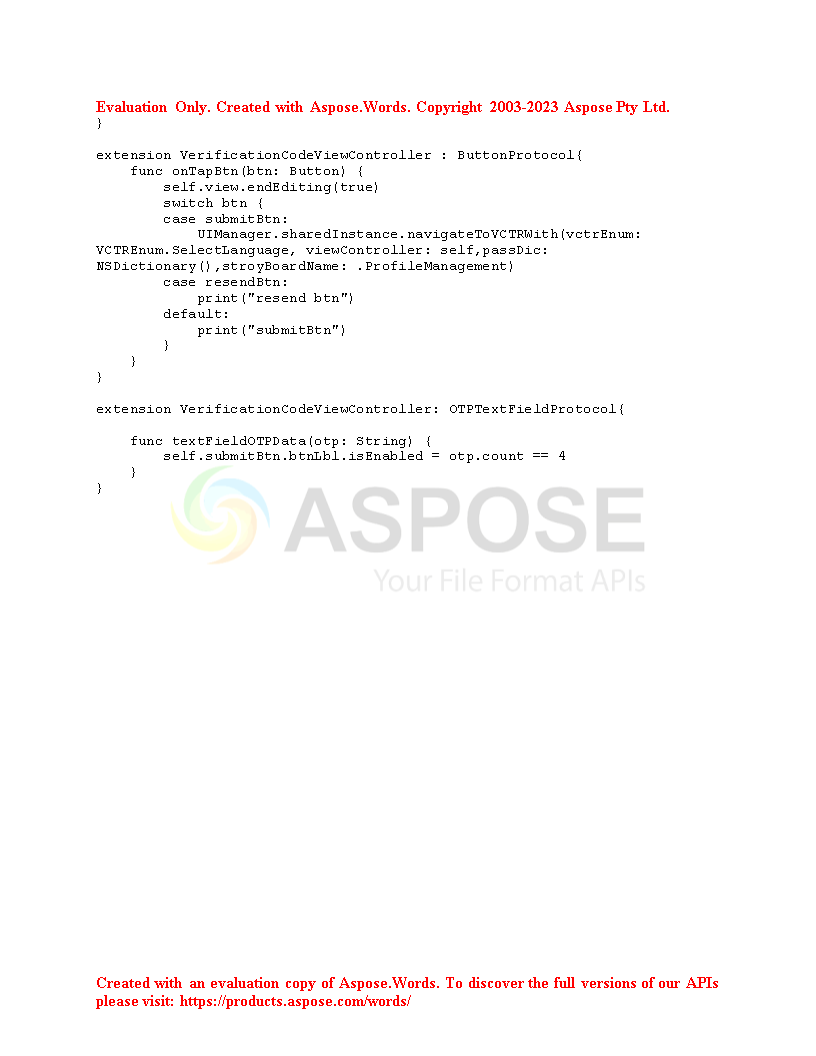 Evaluation Only. Created with Aspose.Words. Copyright 2003-2023 Aspose Pty Ltd.
}
extension VerificationCodeViewController : ButtonProtocol{
    func onTapBtn(btn: Button) {
        self.view.endEditing(true)
        switch btn {
        case submitBtn:
            UIManager.sharedInstance.navigateToVCTRWith(vctrEnum:
VCTREnum.SelectLanguage, viewController: self,passDic:
NSDictionary(),stroyBoardName: .ProfileManagement)
        case resendBtn:
            print("resend btn")
        default:
            print("submitBtn")
        }
    }
}
extension VerificationCodeViewController: OTPTextFieldProtocol{
    func textFieldOTPData(otp: String) {
        self.submitBtn.btnLbl.isEnabled = otp.count == 4
    }
}
ASPOSE
Your File Format APIs
Created with an evaluation copy of Aspose.Words. To discover the full versions of our APIs
please visit: https://products.aspose.com/words/